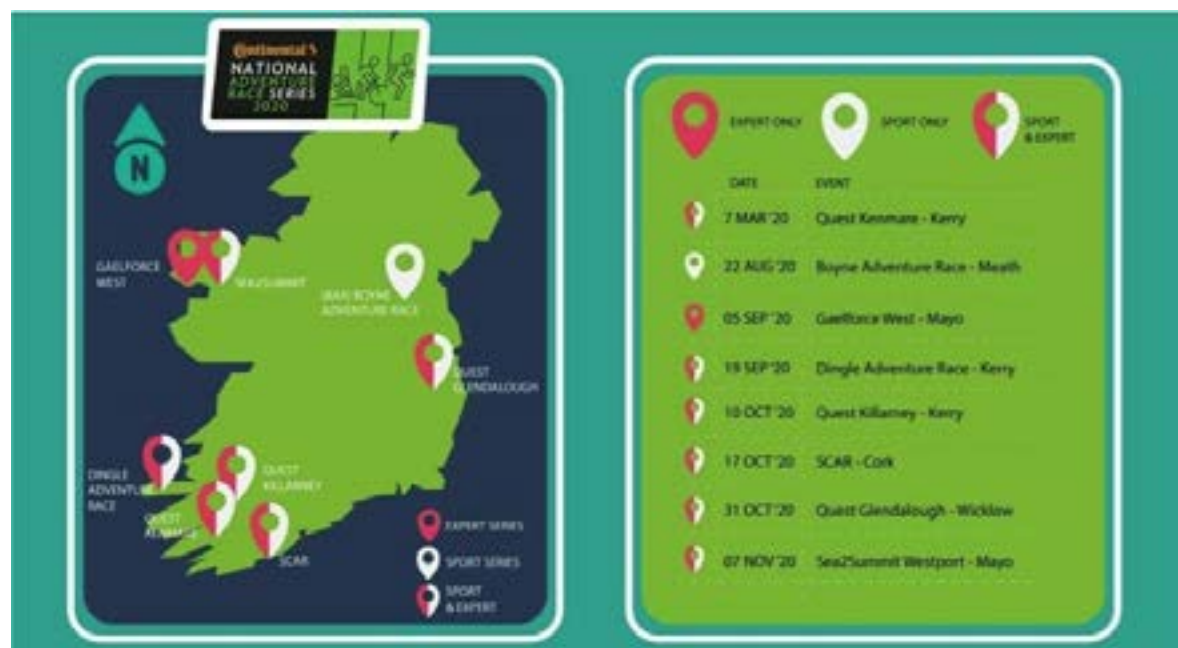 Continental
NATIONAL
ADVENTURE
RACE SERIES
2020
N
GAELFORCE
WEST
SEA2SUMMIT
BOYNE
ADVENTURE RACE
QUEST
GLENDALOUGH
DINGLE
ADVENTURE
RACE
QUEST
KILLARNEY
QUEST
KENMARE
SCAR
EXPERT SERIES
SPORT SERIES
SPORT
& EXPERT
EXPERT ONLY
SPORT ONLY
SPORT
& EXPERT
DATE EVENT
7 MAR '20 Quest Kenmare - Kerry
22 AUG '20 Boyne Adventure Race - Meath
05 SEP '20 Gaelforce West - Mayo
19 SEP '20 Dingle Adventure Race - Kerry
10 OCT '20 Quest Killarney - Kerry
17 OCT '20 SCAR - Cork
31 OCT '20 Quest Glendalough - Wicklow
07 NOV '20 Sea2Summit Westport - Mayo